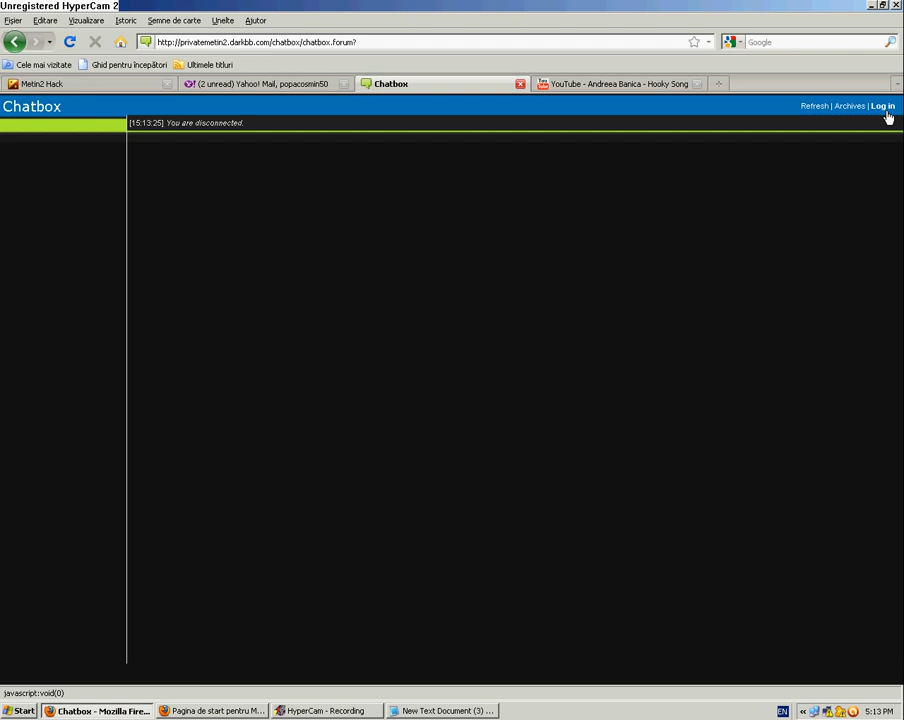 Unregistered HyperCam 2
Fișier Editare Vizualizare Istoric Semne de carte Unelte Ajutor
http://privatemetin2.darkbb.com/chatbox/chatbox.forum?
Google
Cele mai vizitate Ghid pentru începători Ultimele titluri
Metin2 Hack
(2 unread) Yahoo! Mail, popacosmin50
Chatbox
YouTube - Andreea Banica - Hooky Song
Chatbox
Refresh | Archives | Log in
[15:13:25] You are disconnected.
javascript:void(0)
Start
Chatbox - Mozilla Fire...
Pagina de start pentru M...
HyperCam - Recording
New Text Document (3) ...
EN
5:13 PM